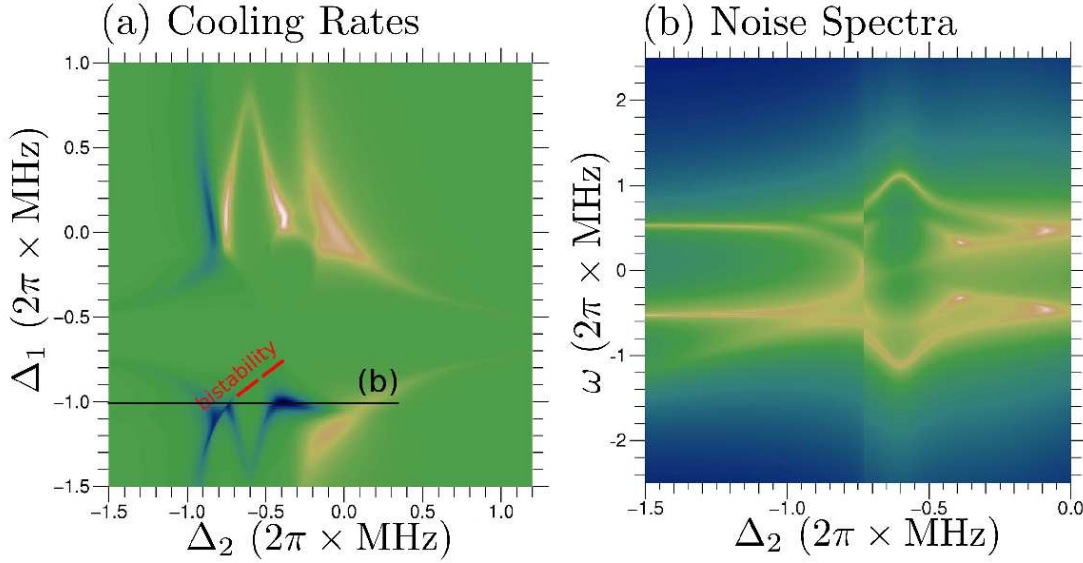 (a) Cooling Rates
1.0
0.5
0.0
-0.5
-1.0
-1.5
Δ₁ (2π × MHz)
bistability
(b)
-1.5 -1.0 -0.5 0.0 0.5 1.0
Δ₂ (2π × MHz)
(b) Noise Spectra
2
1
0
-1
-2
ω (2π × MHz)
-1.5 -1.0 -0.5 0.0
Δ₂ (2π × MHz)